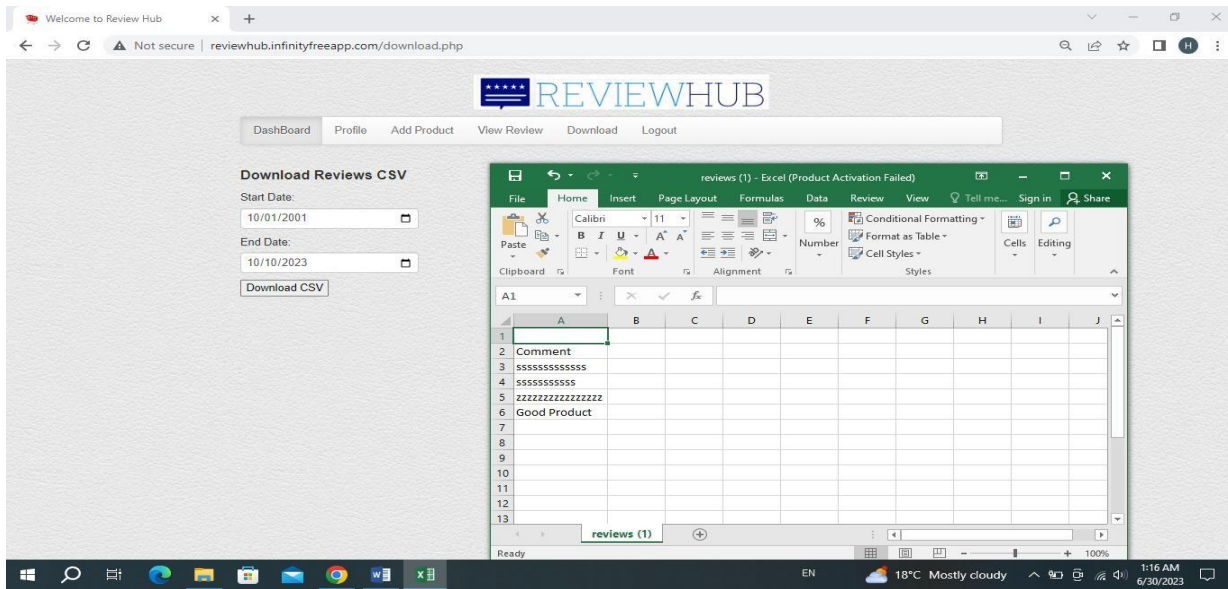 Welcome to Review Hub
Not secure | reviewhub.infinityfreeapp.com/download.php
H
REVIEWHUB
DashBoard Profile Add Product View Review Download Logout
Download Reviews CSV
Start Date:
10/01/2001
End Date:
10/10/2023
Download CSV
reviews (1) - Excel (Product Activation Failed)
File Home Insert Page Layout Formulas Data Review View Tell me... Sign in Share
Calibri 11
Paste B I U A A A % Number Conditional Formatting Format as Table Cell Styles Cells Editing
Clipboard Font Alignment Styles
A1 fx
A B C D E F G H I J
1
2 Comment
3 sssssssssssss
4 sssssssssss
5 zzzzzzzzzzzzzzzz
6 Good Product
7
8
9
10
11
12
13
reviews (1)
Ready 100%
EN 18°C Mostly cloudy 1:16 AM
6/30/2023